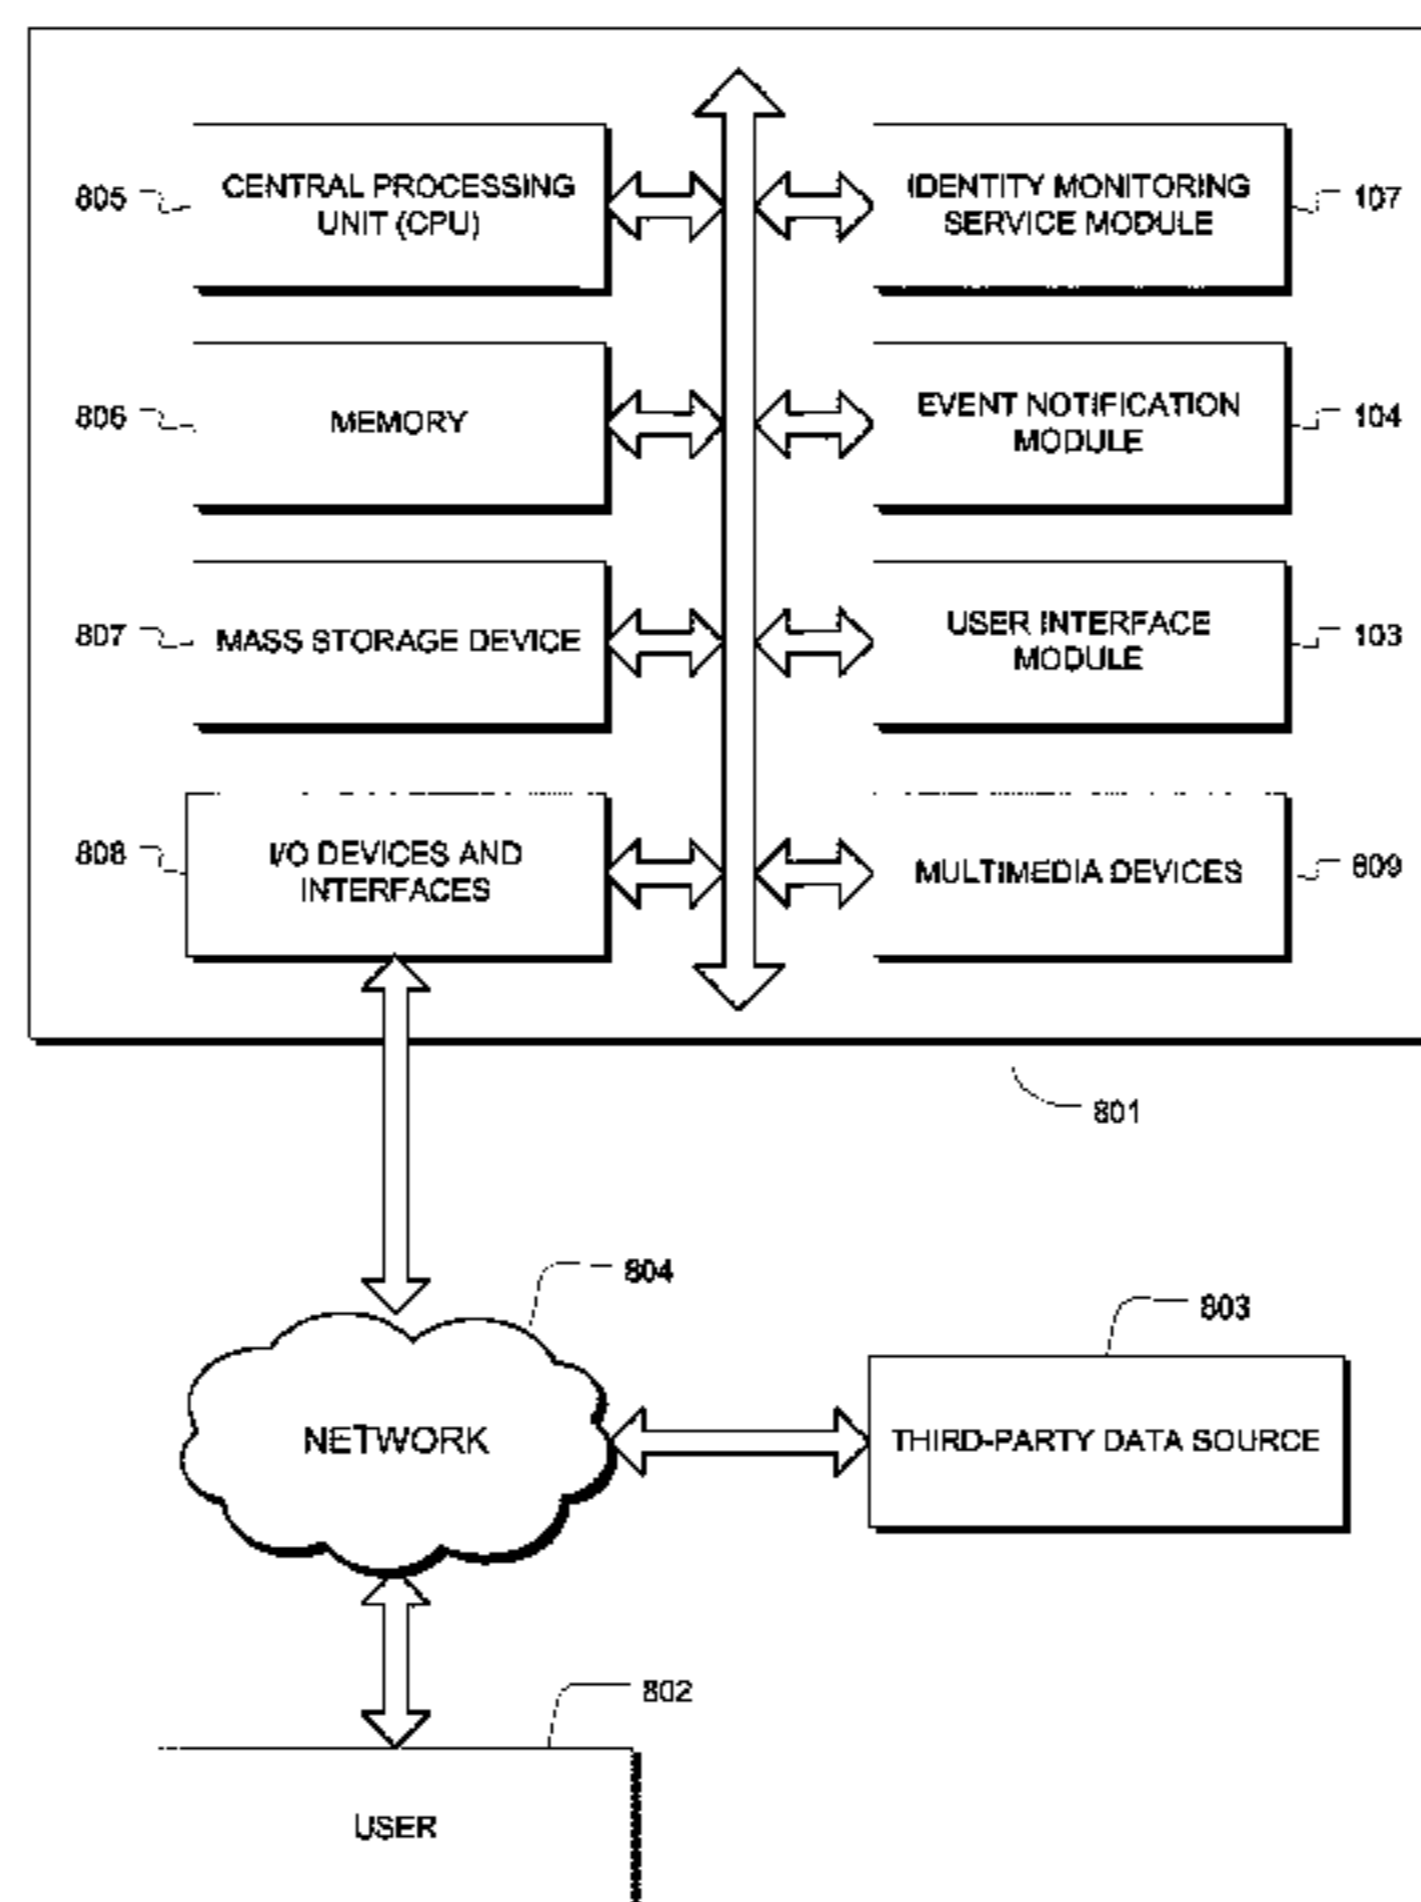 805
CENTRAL PROCESSING
UNIT (CPU)
IDENTITY MONITORING
SERVICE MODULE
107
806
MEMORY
EVENT NOTIFICATION
MODULE
104
807
MASS STORAGE DEVICE
USER INTERFACE
MODULE
103
808
I/O DEVICES AND
INTERFACES
MULTIMEDIA DEVICES
809
801
804
803
NETWORK
THIRD-PARTY DATA SOURCE
802
USER